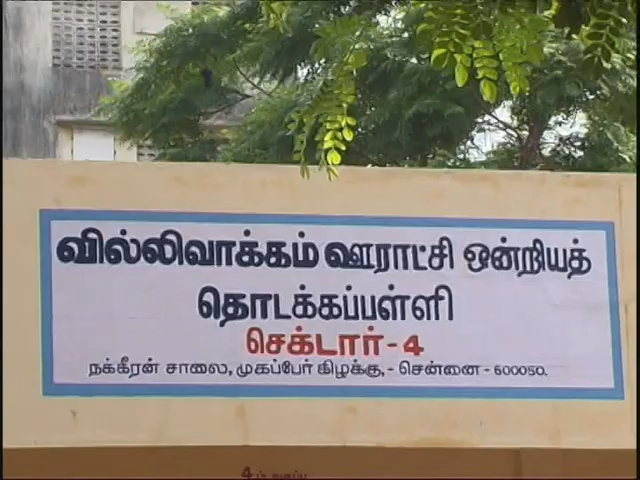 வில்லிவாக்கம் ஊராட்சி ஒன்றியத்
தொடக்கப்பள்ளி
செக்டார்-4
நக்கீரன் சாலை, முகப்பேர் கிழக்கு,- சென்னை - 600050.